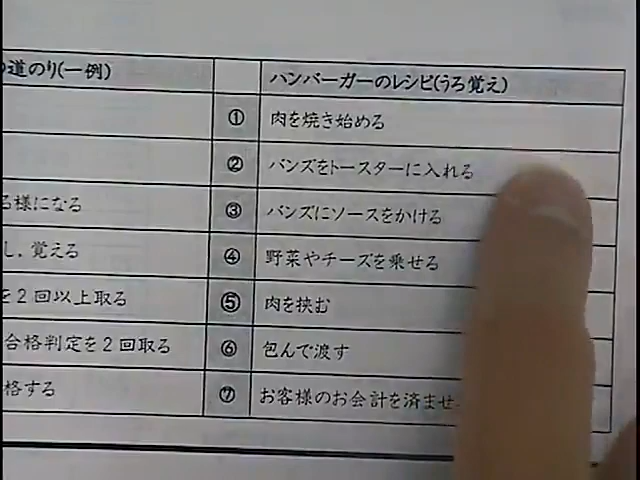 の道のり(一例)
ハンバーガーのレシピ(うろ覚え)
① 肉を焼き始める
② バンズをトースターに入れる
る様になる ③ バンズにソースをかける
し、覚える ④ 野菜やチーズを乗せる
を2回以上取る ⑤ 肉を挟む
合格判定を2回取る ⑥ 包んで渡す
格する ⑦ お客様のお会計を済ませ